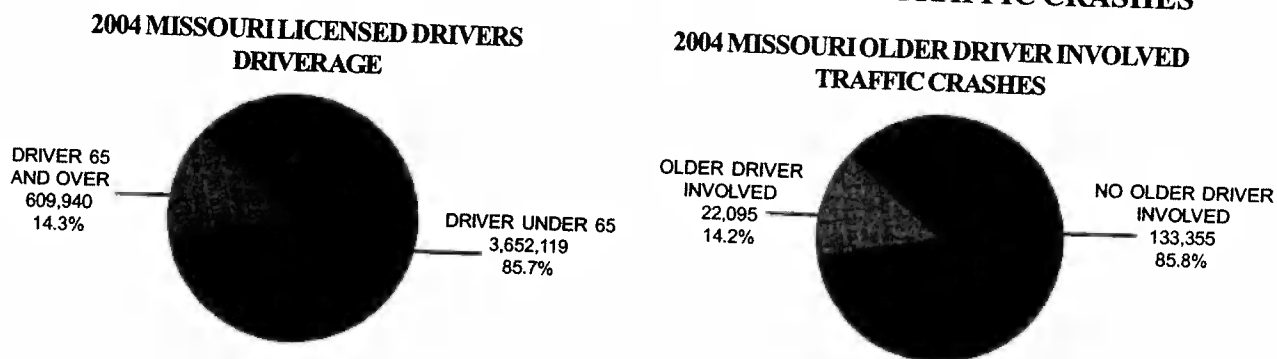 TRAFFIC CRASHES
2004 MISSOURI LICENSED DRIVERS
DRIVERAGE
DRIVER 65
AND OVER
609,940
14.3%
DRIVER UNDER 65
3,652,119
85.7%
2004 MISSOURI OLDER DRIVER INVOLVED
TRAFFIC CRASHES
OLDER DRIVER
INVOLVED
22,095
14.2%
NO OLDER DRIVER
INVOLVED
133,355
85.8%